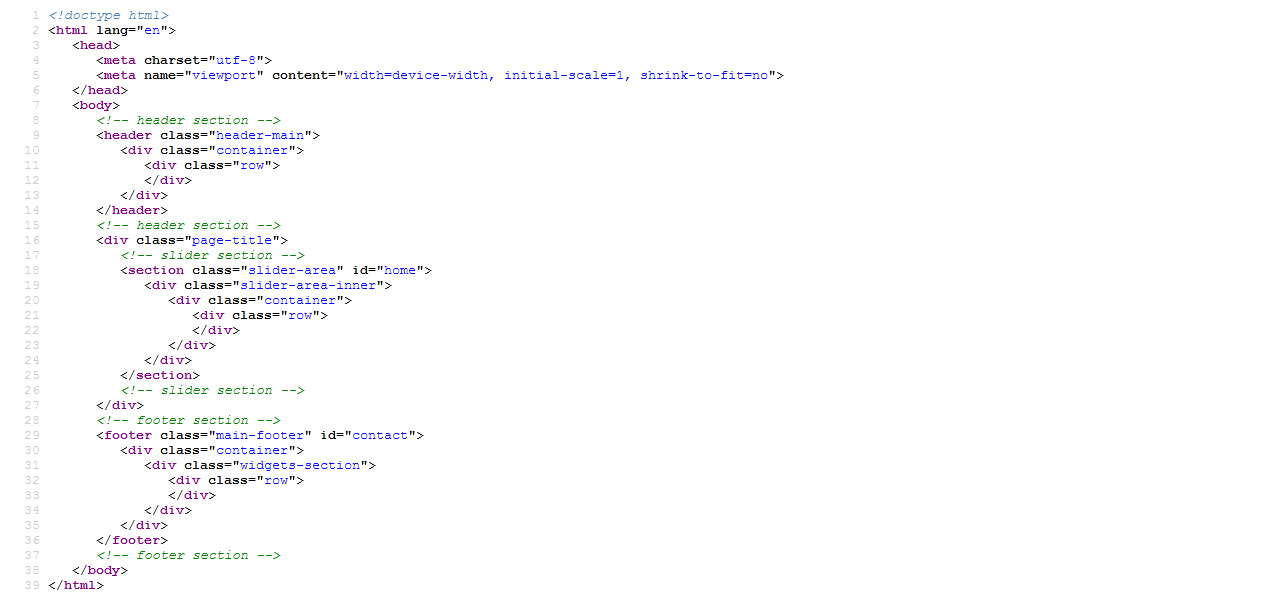 1 <!doctype html>
2 <html lang="en">
3 <head>
4 <meta charset="utf-8">
5 <meta name="viewport" content="width=device-width, initial-scale=1, shrink-to-fit=no">
6 </head>
7 <body>
8 <!-- header section -->
9 <header class="header-main">
10 <div class="container">
11 <div class="row">
12 </div>
13 </div>
14 </header>
15 <!-- header section -->
16 <div class="page-title">
17 <!-- slider section -->
18 <section class="slider-area" id="home">
19 <div class="slider-area-inner">
20 <div class="container">
21 <div class="row">
22 </div>
23 </div>
24 </div>
25 </section>
26 <!-- slider section -->
27 </div>
28 <!-- footer section -->
29 <footer class="main-footer" id="contact">
30 <div class="container">
31 <div class="widgets-section">
32 <div class="row">
33 </div>
34 </div>
35 </div>
36 </footer>
37 <!-- footer section -->
38 </body>
39 </html>